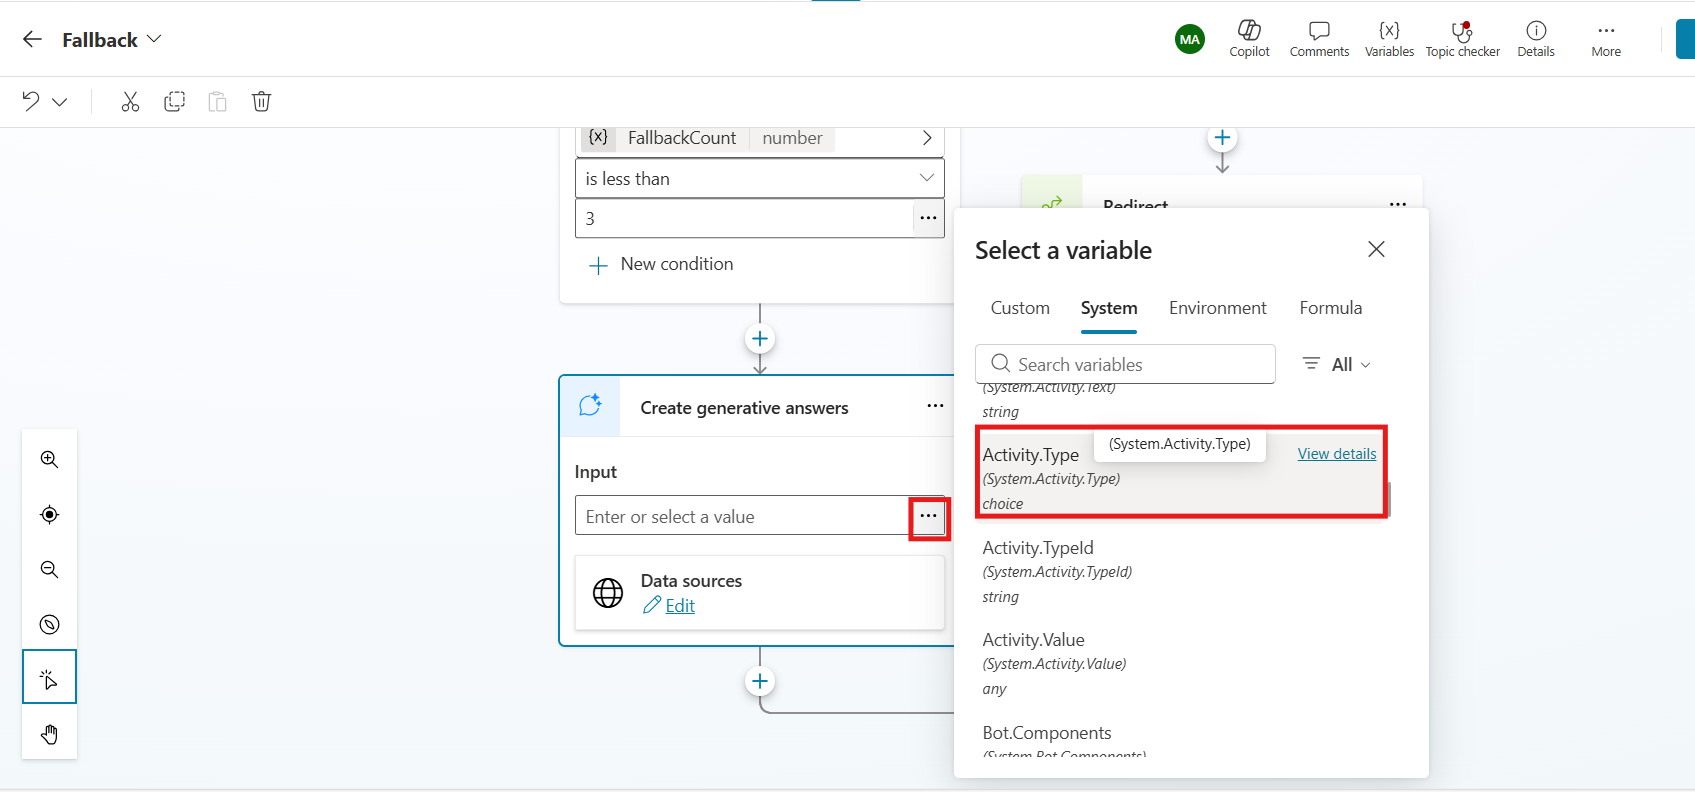 Fallback
MA
Copilot
Comments
{x}
Variables
Topic checker
Details
More
{x} FallbackCount number
is less than
3
New condition
Redirect
Create generative answers
Input
Enter or select a value
Data sources
Edit
Select a variable
Custom System Environment Formula
Search variables
All
(System.Activity.Text)
string
Activity.Type
(System.Activity.Type)
View details
(System.Activity.Type)
choice
Activity.TypeId
(System.Activity.TypeId)
string
Activity.Value
(System.Activity.Value)
any
Bot.Components
(System.Bot.Components)